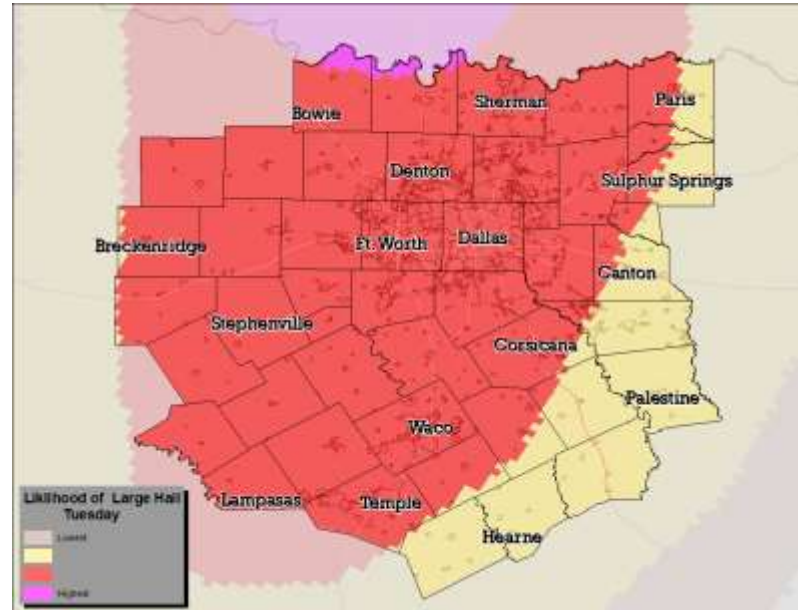 Sherman
Paris
Bowie
Denton
Sulphur Springs
Breckenridge
Ft. Worth
Dallas
Canton
Stephenville
Corsicana
Palestine
Waco
Lampasas
Temple
Hearne
Liklihood of Large Hail
Tuesday
Lowest
Highest